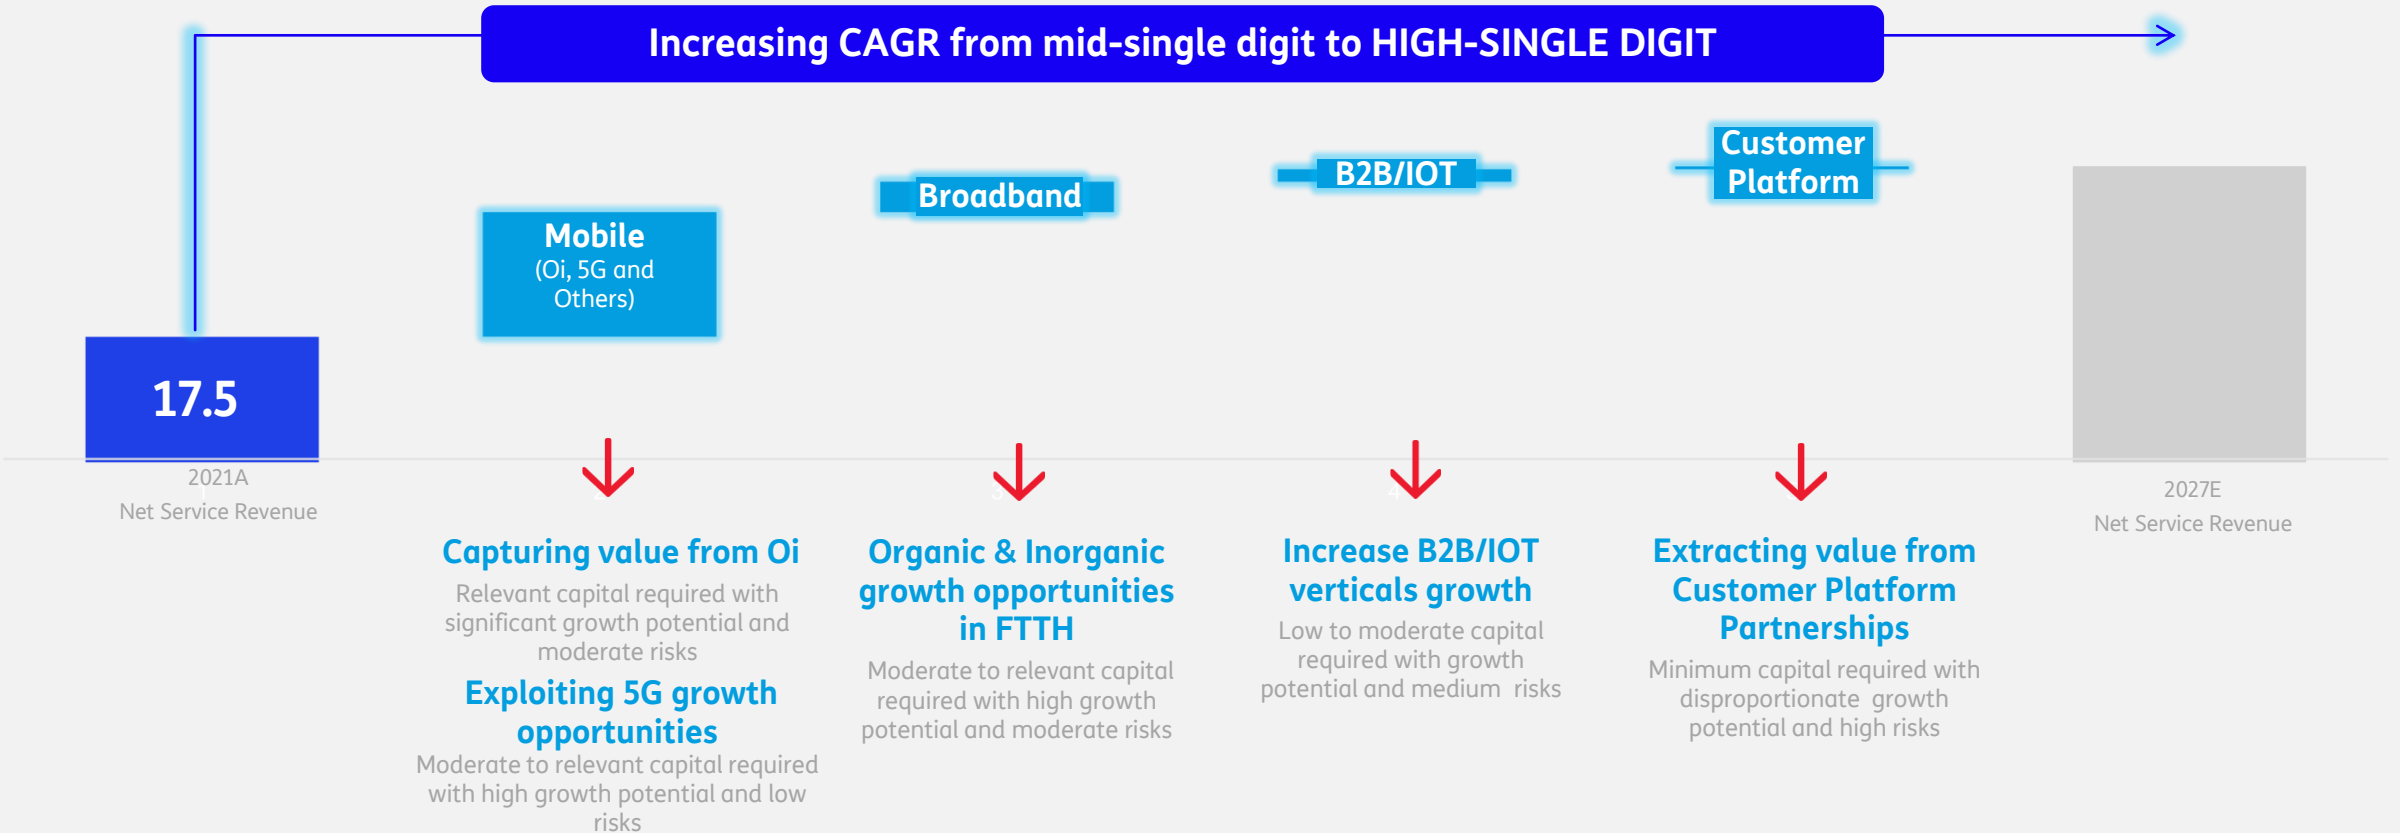 Increasing CAGR from mid-single digit to HIGH-SINGLE DIGIT
17.5
2021A
1
Net Service Revenue
Mobile
(Oi, 5G and
Others)
2
Capturing value from Oi
Relevant capital required with
significant growth potential and
moderate risks
Exploiting 5G growth
opportunities
Moderate to relevant capital required
with high growth potential and low
risks
Broadband
3
Organic & Inorganic
growth opportunities
in FTTH
Moderate to relevant capital
required with high growth
potential and moderate risks
B2B/IOT
4
Increase B2B/IOT
verticals growth
Low to moderate capital
required with growth
potential and medium  risks
Customer
Platform
Extracting value from
Customer Platform
Partnerships
Minimum capital required with
disproportionate  growth
potential and high risks
2027E
Net Service Revenue